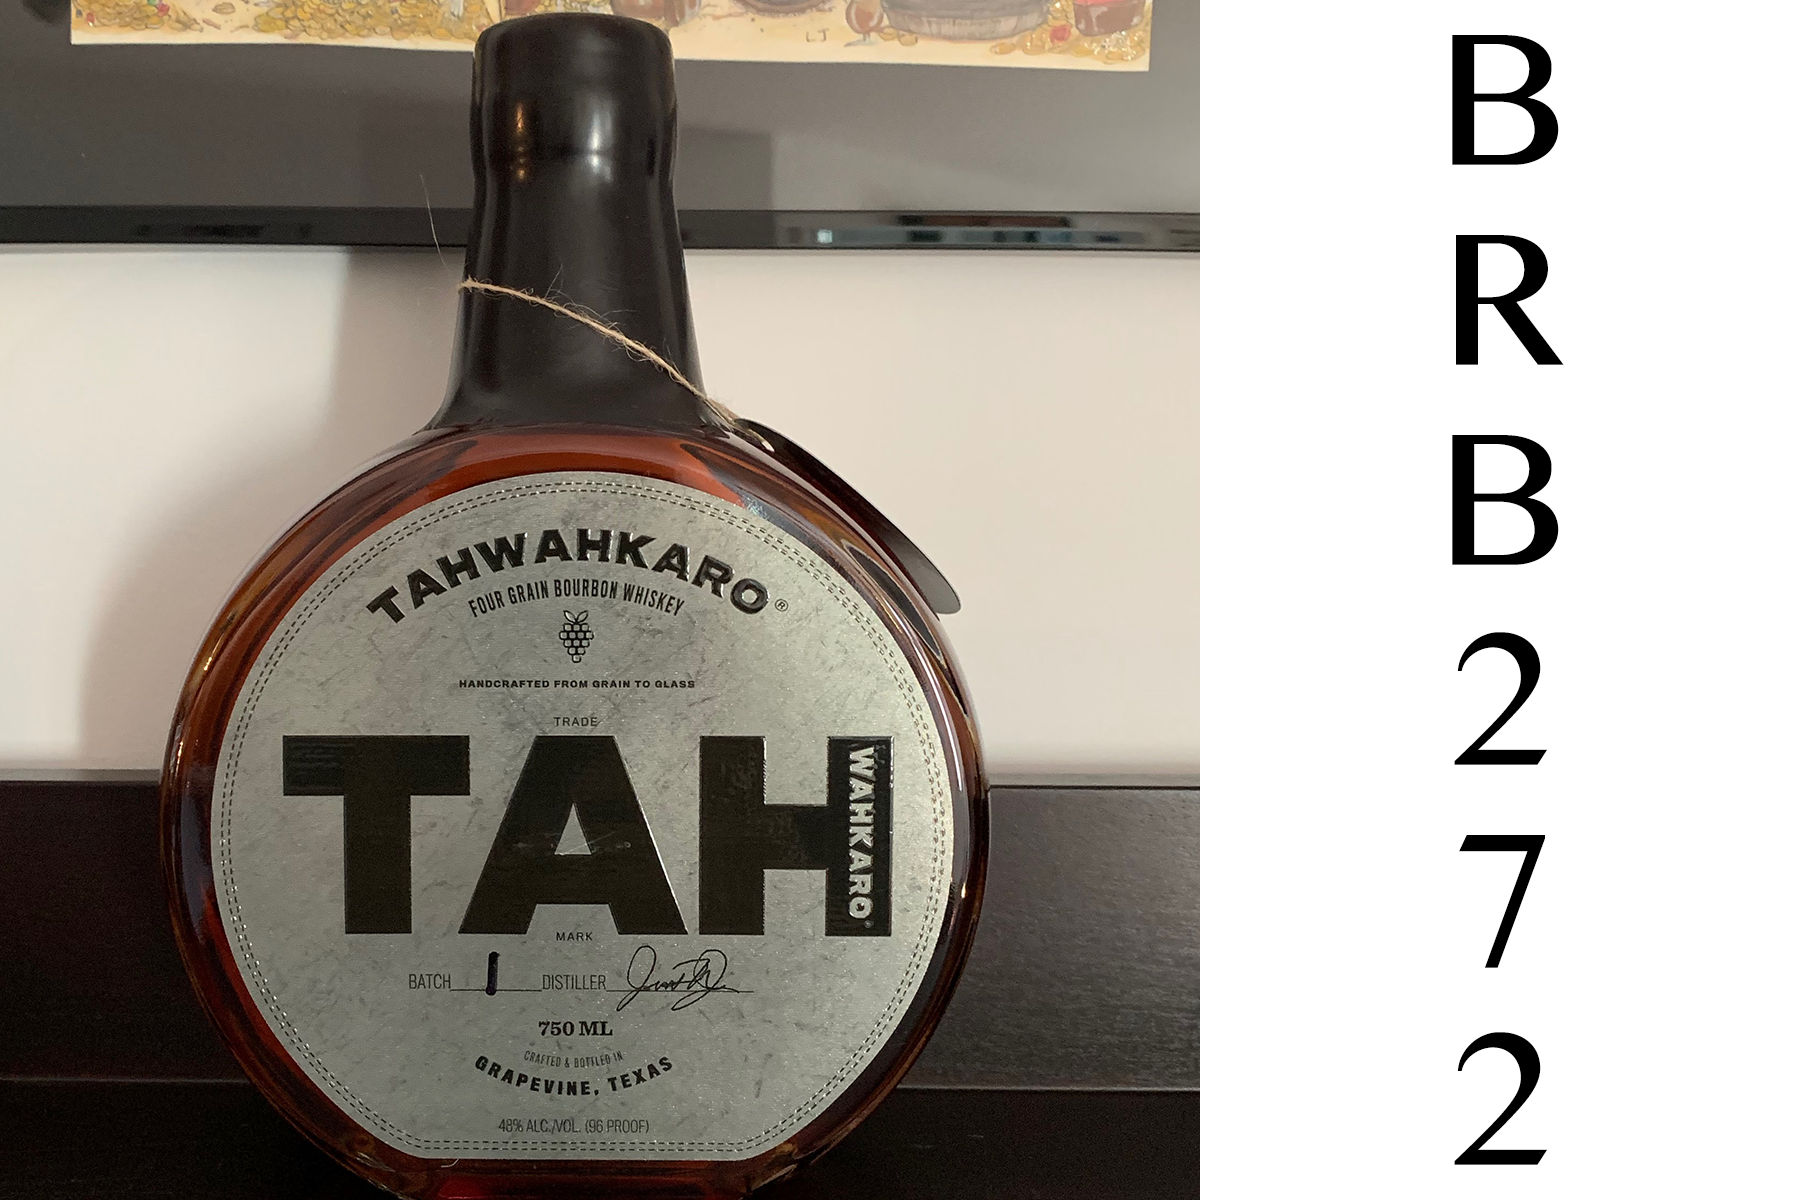 TAHWAHKARO®
FOUR GRAIN BOURBON WHISKEY
HANDCRAFTED FROM GRAIN TO GLASS
TRADE
TAH
WAHKARO®
MARK
BATCH 1 DISTILLER
750 ML
CRAFTED & BOTTLED IN
GRAPEVINE, TEXAS
48% ALC./VOL. (96 PROOF)
LJ
B
R
B
2
7
2